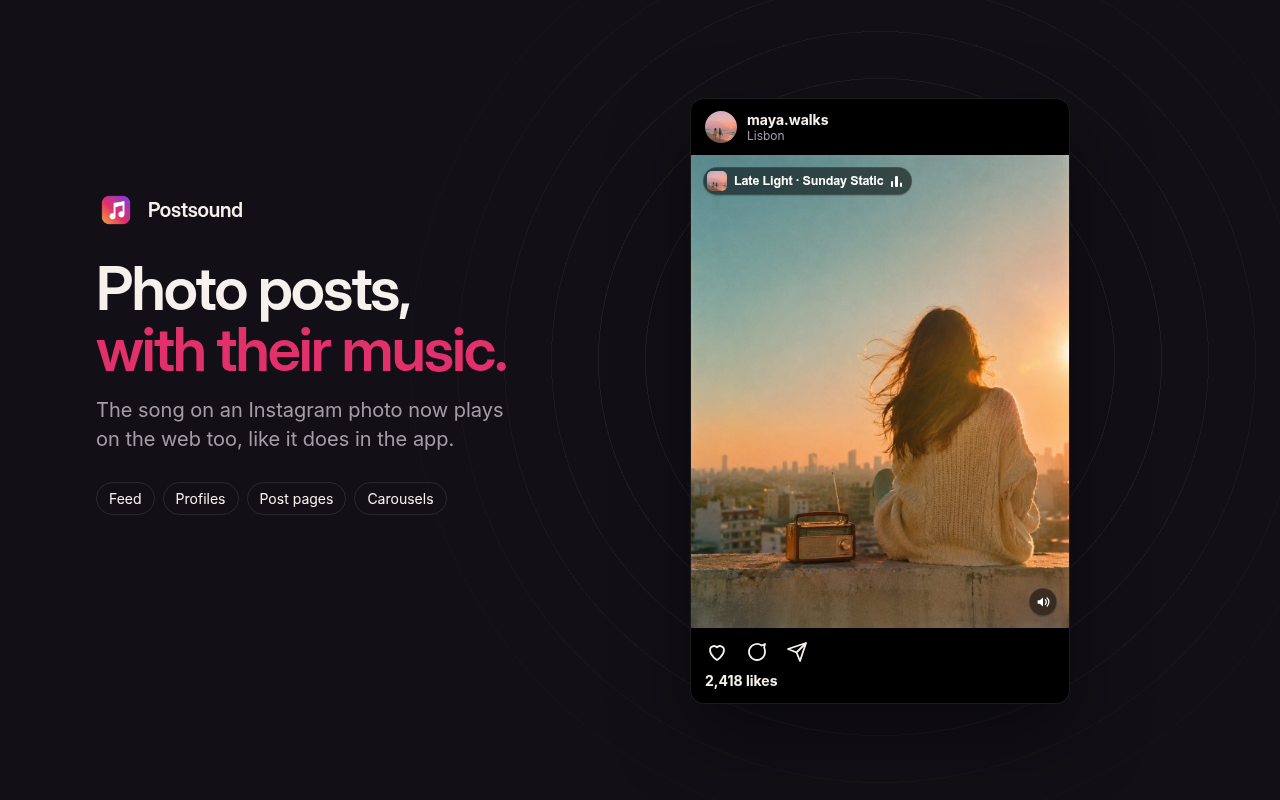 Postsound
Photo posts,
with their music.
The song on an Instagram photo now plays
on the web too, like it does in the app.
Feed
Profiles
Post pages
Carousels
maya.walks
Lisbon
Late Light · Sunday Static
2,418 likes